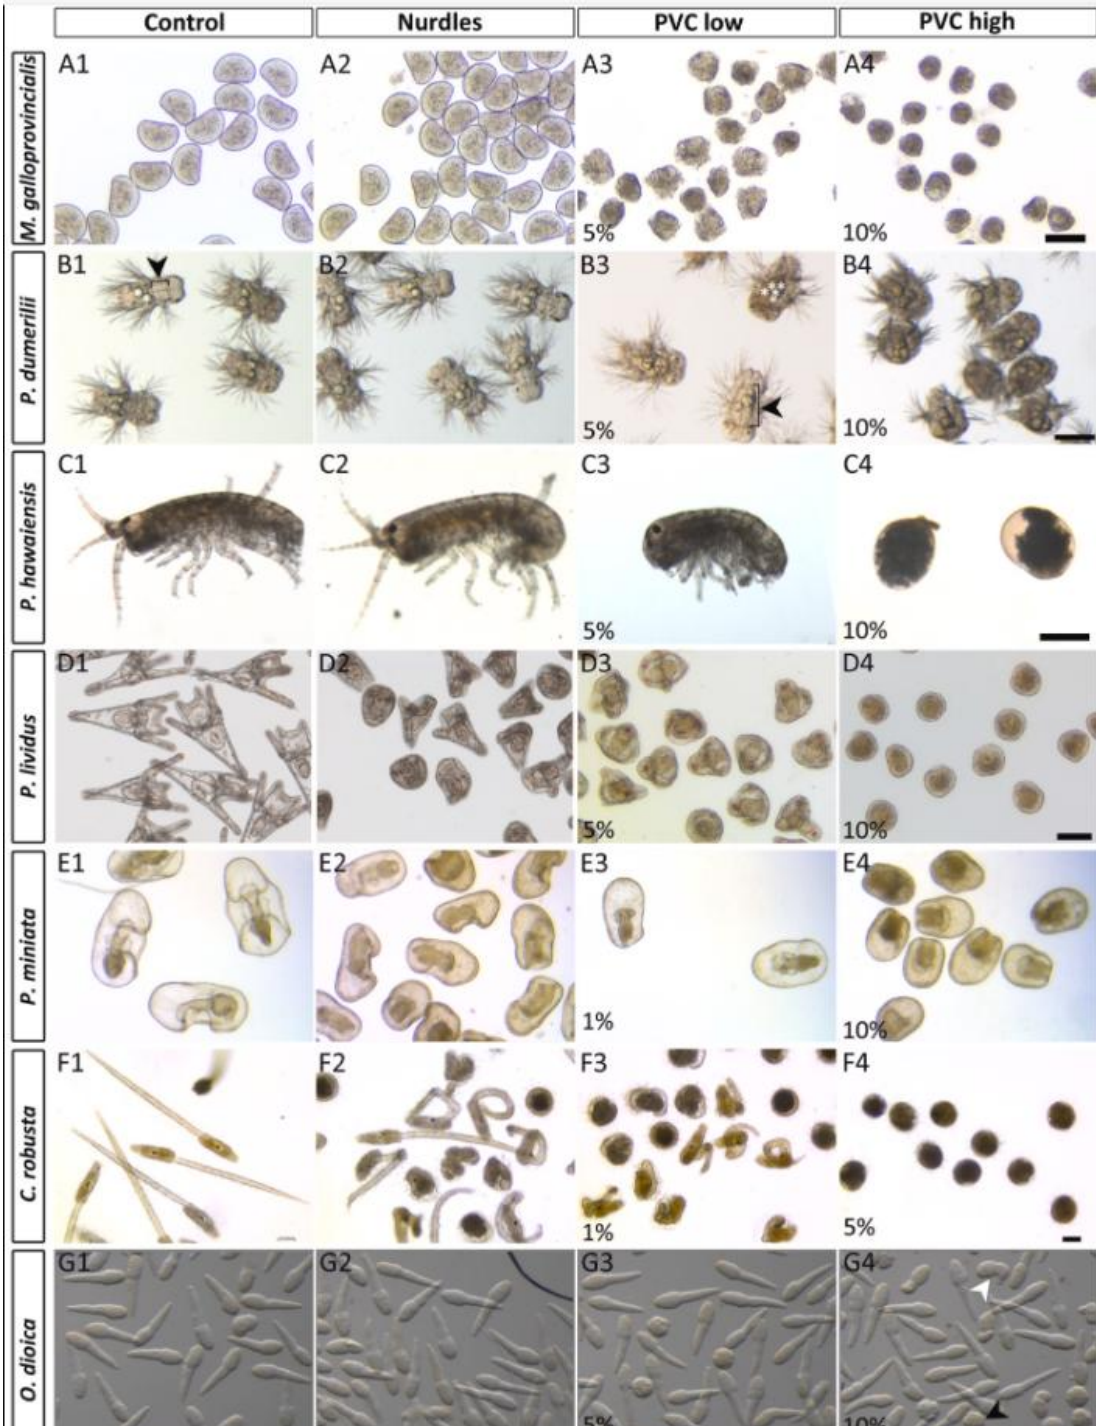 Control Nurdles PVC low PVC high
M. galloprovincialis
A1 A2 A3 A4
5% 10%
P. dumerilii
B1 B2 B3 B4
5% 10%
P. hawaiensis
C1 C2 C3 C4
5% 10%
P. lividus
D1 D2 D3 D4
5% 10%
P. miniata
E1 E2 E3 E4
1% 10%
C. robusta
F1 F2 F3 F4
1% 5%
O. dioica
G1 G2 G3 G4
5% 10%